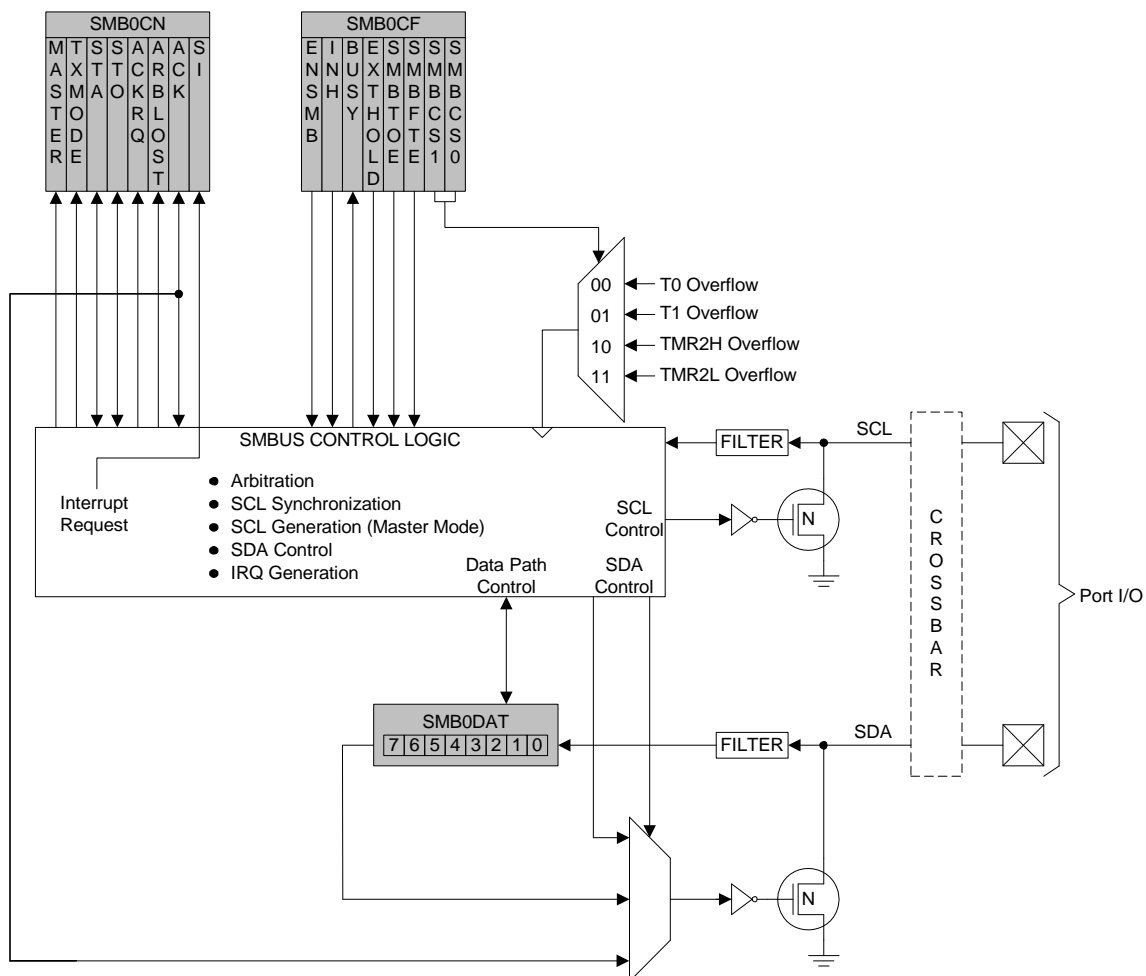 SMB0CN
MASTER
TXMODE
STA
STO
ACKRQ
ARBLOST
ACK
SI
SMB0CF
ENSMB
INH
BUSY
EXTHOLD
SMBTOE
SMBFTE
SMBCS1
SMBCS0
00
T0 Overflow
01
T1 Overflow
10
TMR2H Overflow
11
TMR2L Overflow
SMBUS CONTROL LOGIC
Interrupt
Request
● Arbitration
● SCL Synchronization
● SCL Generation (Master Mode)
● SDA Control
● IRQ Generation
SCL
Control
Data Path
Control
SDA
Control
FILTER
SCL
N
CROSSBAR
Port I/O
SMB0DAT
7 6 5 4 3 2 1 0
FILTER
SDA
N